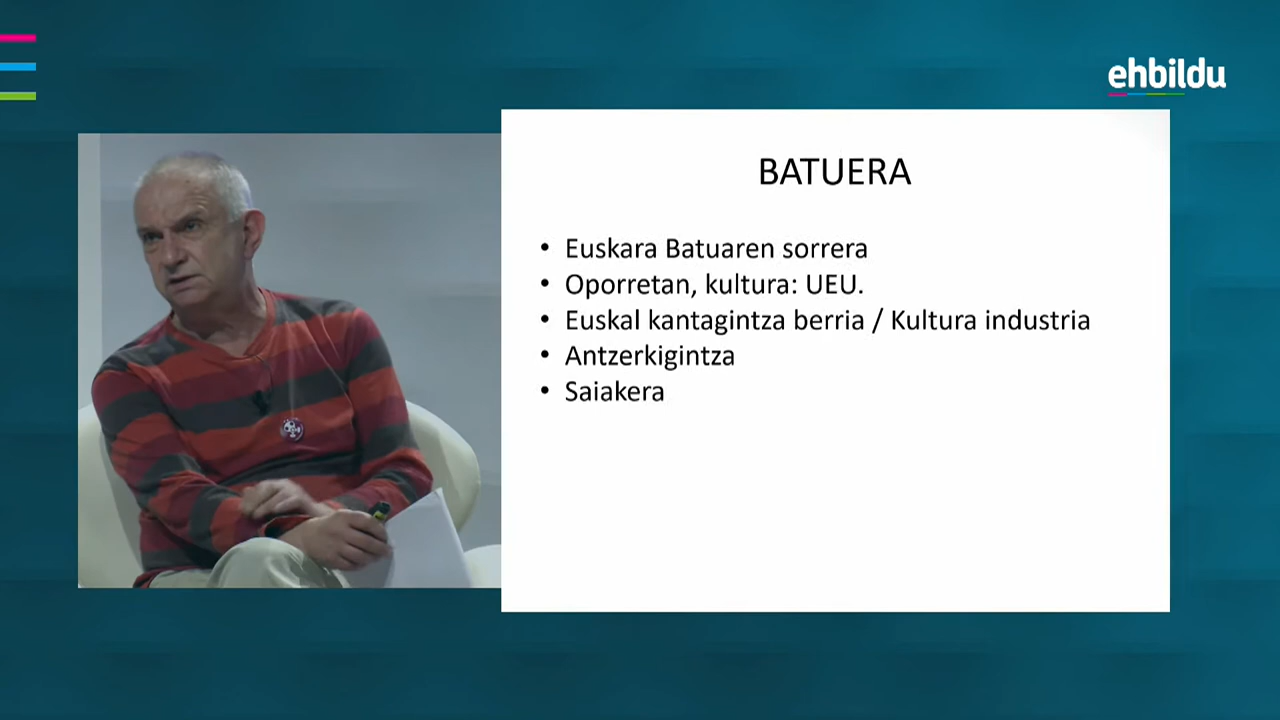 ehbildu
BATUERA
• Euskara Batuaren sorrera
• Oporretan, kultura: UEU.
• Euskal kantagintza berria / Kultura industria
• Antzerkigintza
• Saiakera